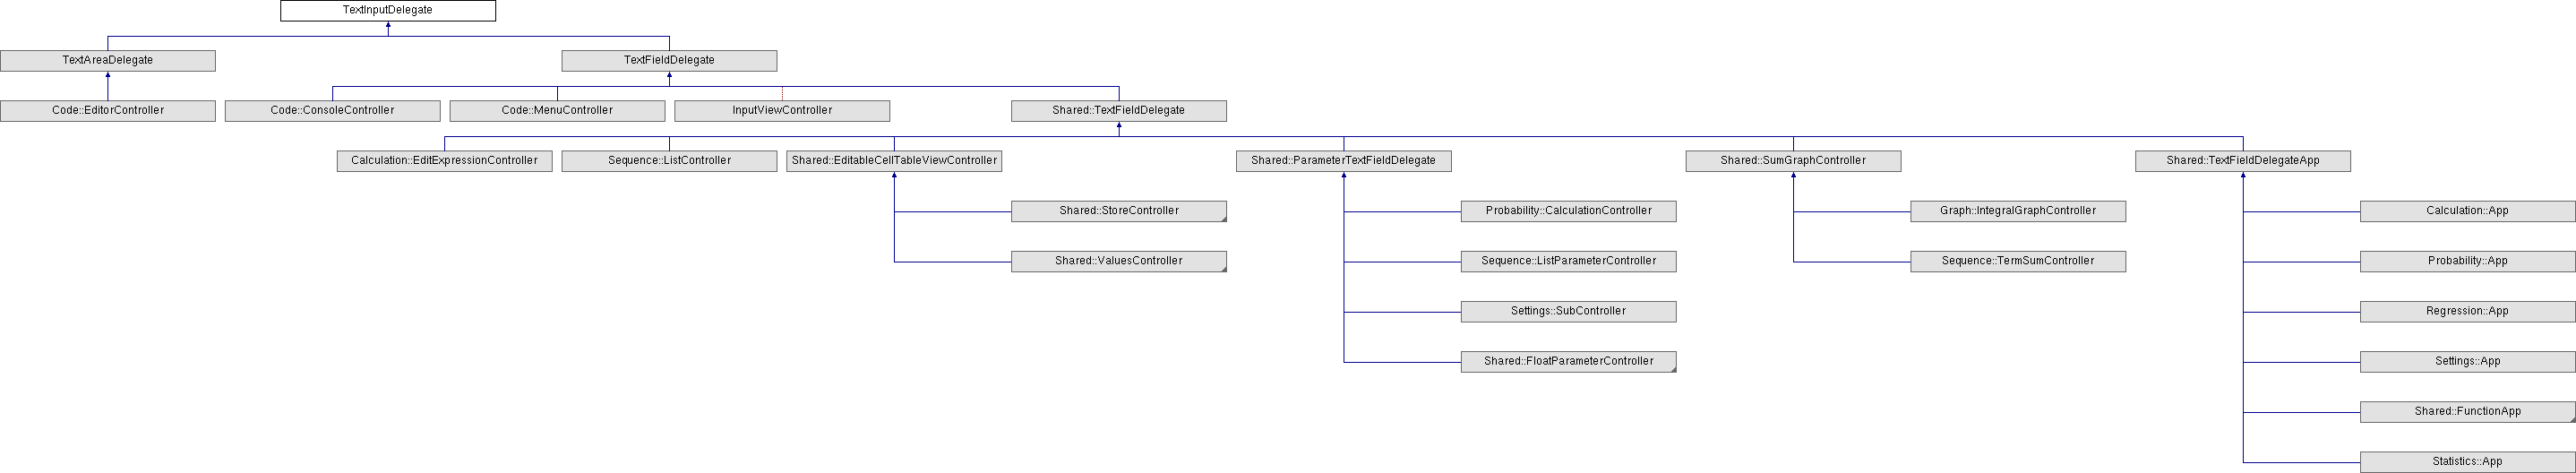 TextInputDelegate
TextAreaDelegate
TextFieldDelegate
Code::EditorController
Code::ConsoleController
Code::MenuController
InputViewController
Shared::TextFieldDelegate
Calculation::EditExpressionController
Sequence::ListController
Shared::EditableCellTableViewController
Shared::ParameterTextFieldDelegate
Shared::SumGraphController
Shared::TextFieldDelegateApp
Shared::StoreController
Probability::CalculationController
Graph::IntegralGraphController
Calculation::App
Shared::ValuesController
Sequence::ListParameterController
Sequence::TermSumController
Probability::App
Settings::SubController
Regression::App
Shared::FloatParameterController
Settings::App
Shared::FunctionApp
Statistics::App